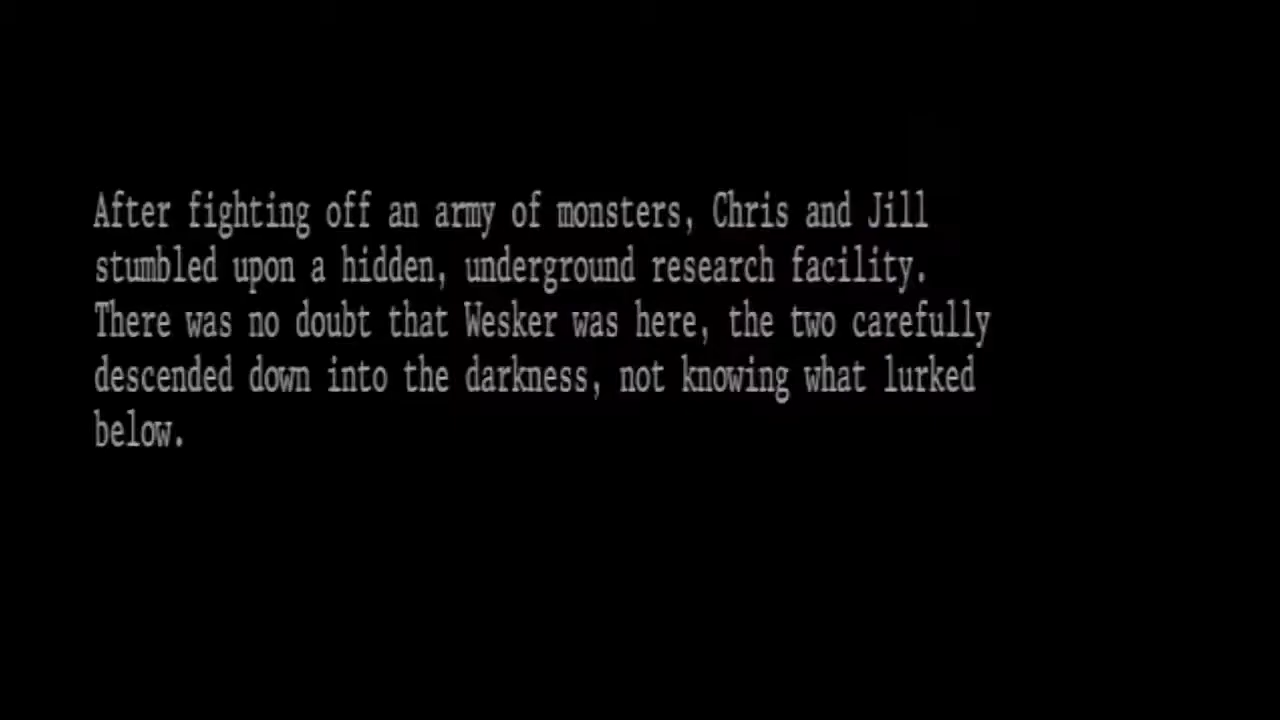 After fighting off an army of monsters, Chris and Jill
stumbled upon a hidden, underground research facility.
There was no doubt that Wesker was here, the two carefully
descended down into the darkness, not knowing what lurked
below.